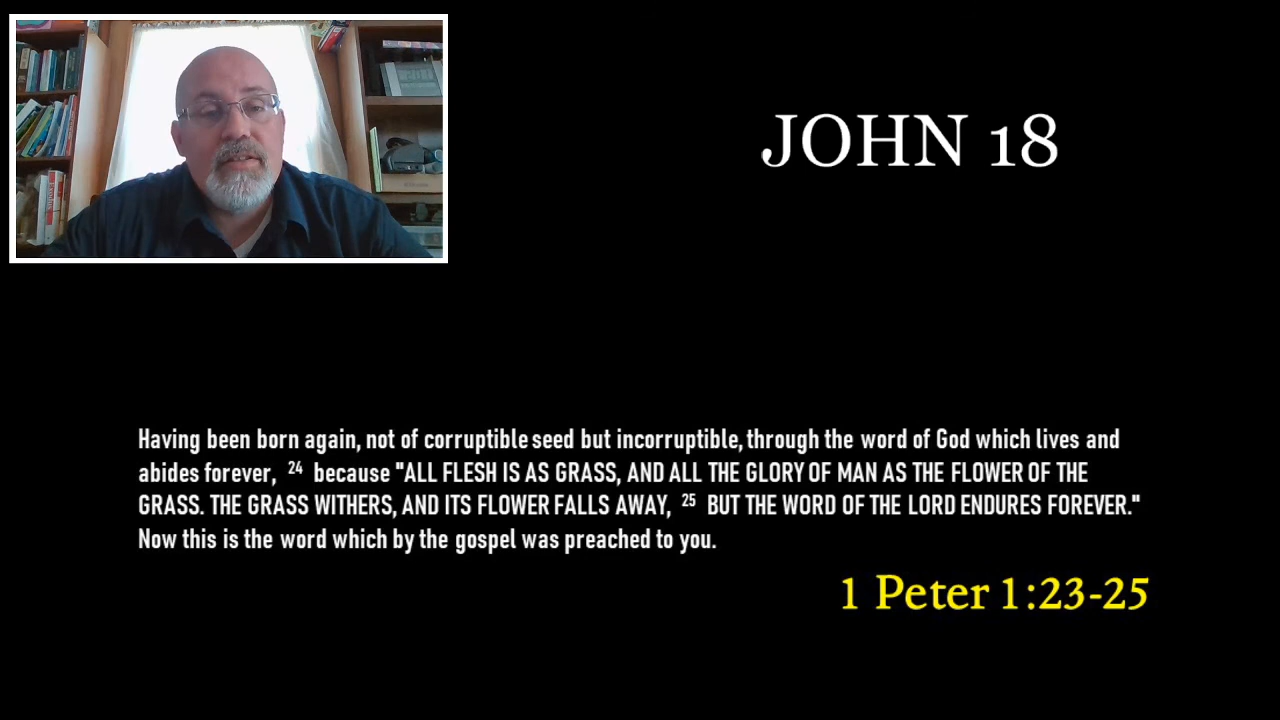 JOHN 18
Having been born again, not of corruptible seed but incorruptible, through the word of God which lives and
abides forever, 24 because "ALL FLESH IS AS GRASS, AND ALL THE GLORY OF MAN AS THE FLOWER OF THE
GRASS. THE GRASS WITHERS, AND ITS FLOWER FALLS AWAY, 25 BUT THE WORD OF THE LORD ENDURES FOREVER."
Now this is the word which by the gospel was preached to you.
1 Peter 1:23-25